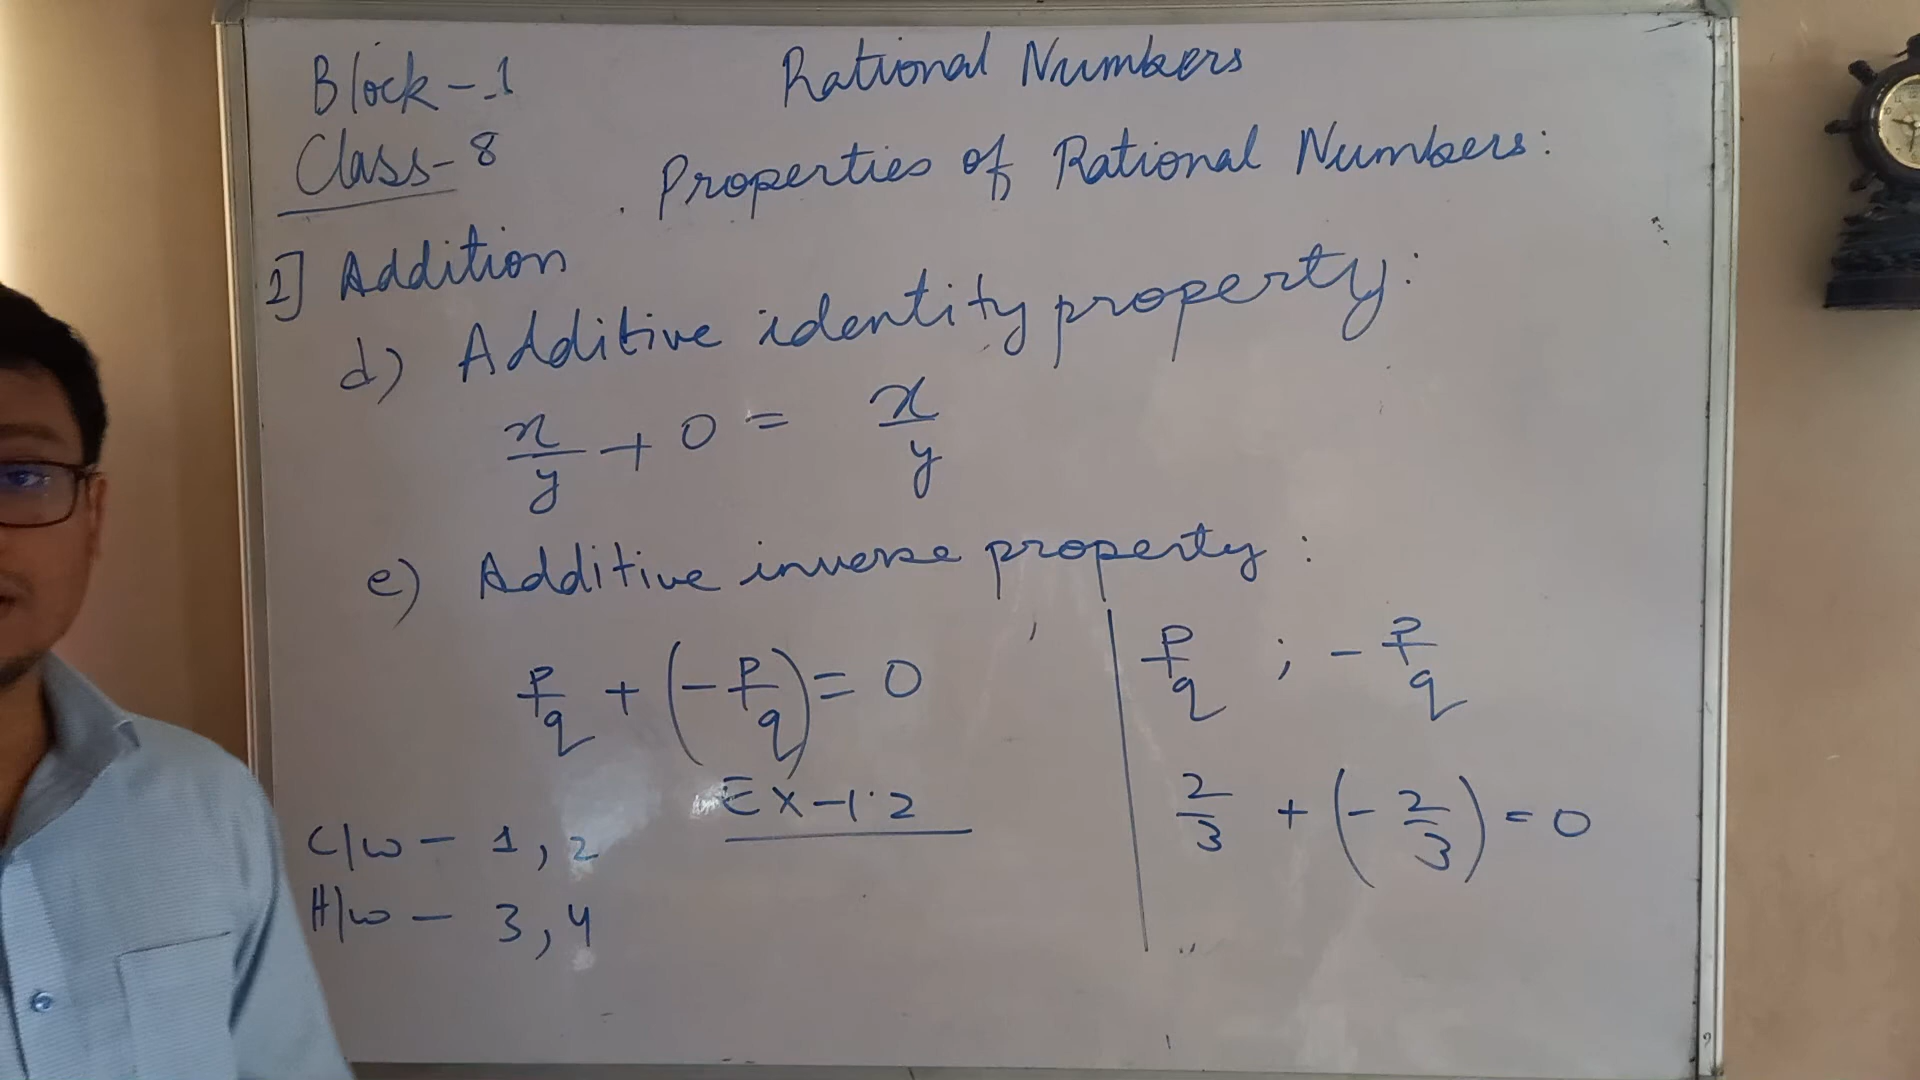 Block-1
Rational Numbers
Class-8
Properties of Rational Numbers:
1] Addition
d) Additive identity property:
x/y + 0 = x/y
e) Additive inverse property:
p/q + (-p/q) = 0
p/q ; -p/q
2/3 + (-2/3) = 0
Ex-1.2
C/w - 1, 2
H/w - 3, 4